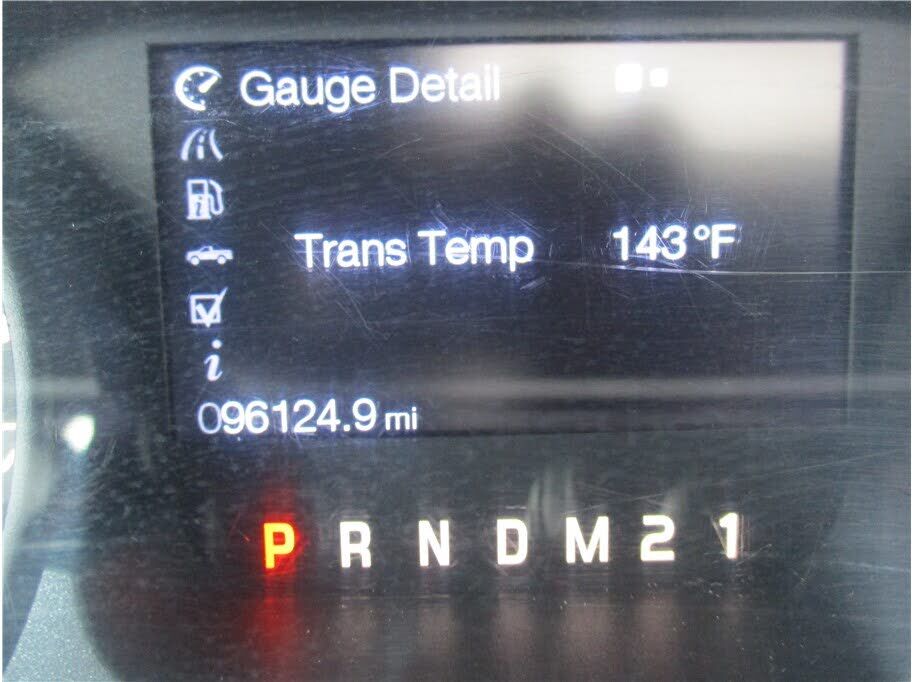 Gauge Detail
Trans Temp 143°F
096124.9 mi
P R N D M 2 1